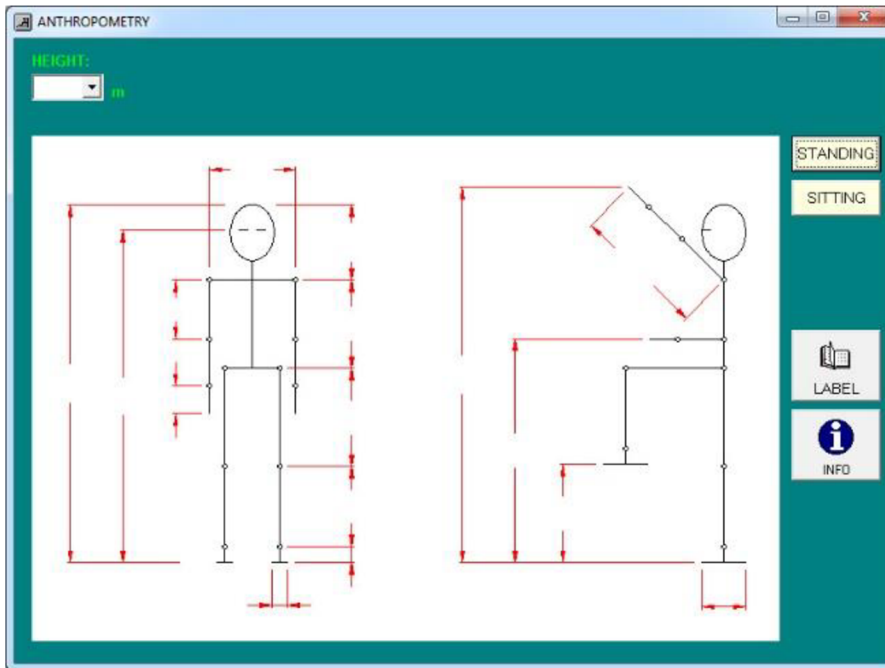 ANTHROPOMETRY
HEIGHT:
m
STANDING
SITTING
LABEL
INFO